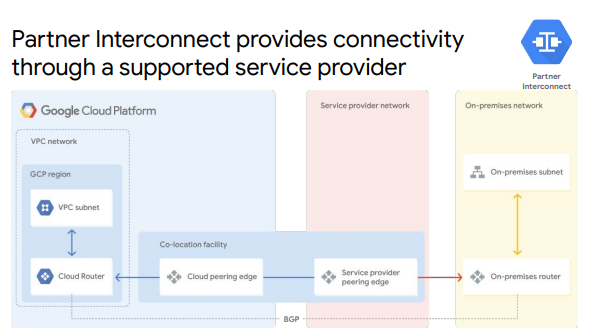 Partner Interconnect provides connectivity
through a supported service provider
Partner
Interconnect
Google Cloud Platform
Service provider network
On-premises network
VPC network
GCP region
VPC subnet
On-premises subnet
Co-location facility
Cloud Router
Cloud peering edge
Service provider
peering edge
On-premises router
BGP